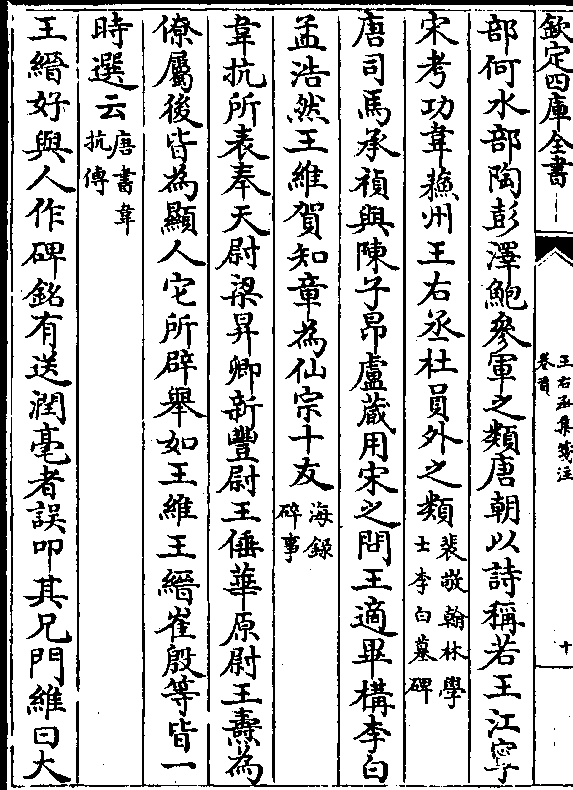 欽定四庫全書
王右丞集箋注
卷首
十
部何水部陶彭澤鮑參軍之類唐朝以詩稱若王江寧
宋考功韋蘓州王右丞杜員外之類裴敬翰林學士李白墓碑
唐司馬承禎與陳子昂盧藏用宋之問王適畢構李白
孟浩然王維賀知章為仙宗十友海録碎事
韋抗所表奉天尉梁昇卿新豐尉王倕華原尉王燾為
僚屬後皆為顯人它所辟舉如王維王縉崔殷等皆一
時選云唐書韋抗傳
王縉好與人作碑銘有送潤毫者誤叩其兄門維曰大